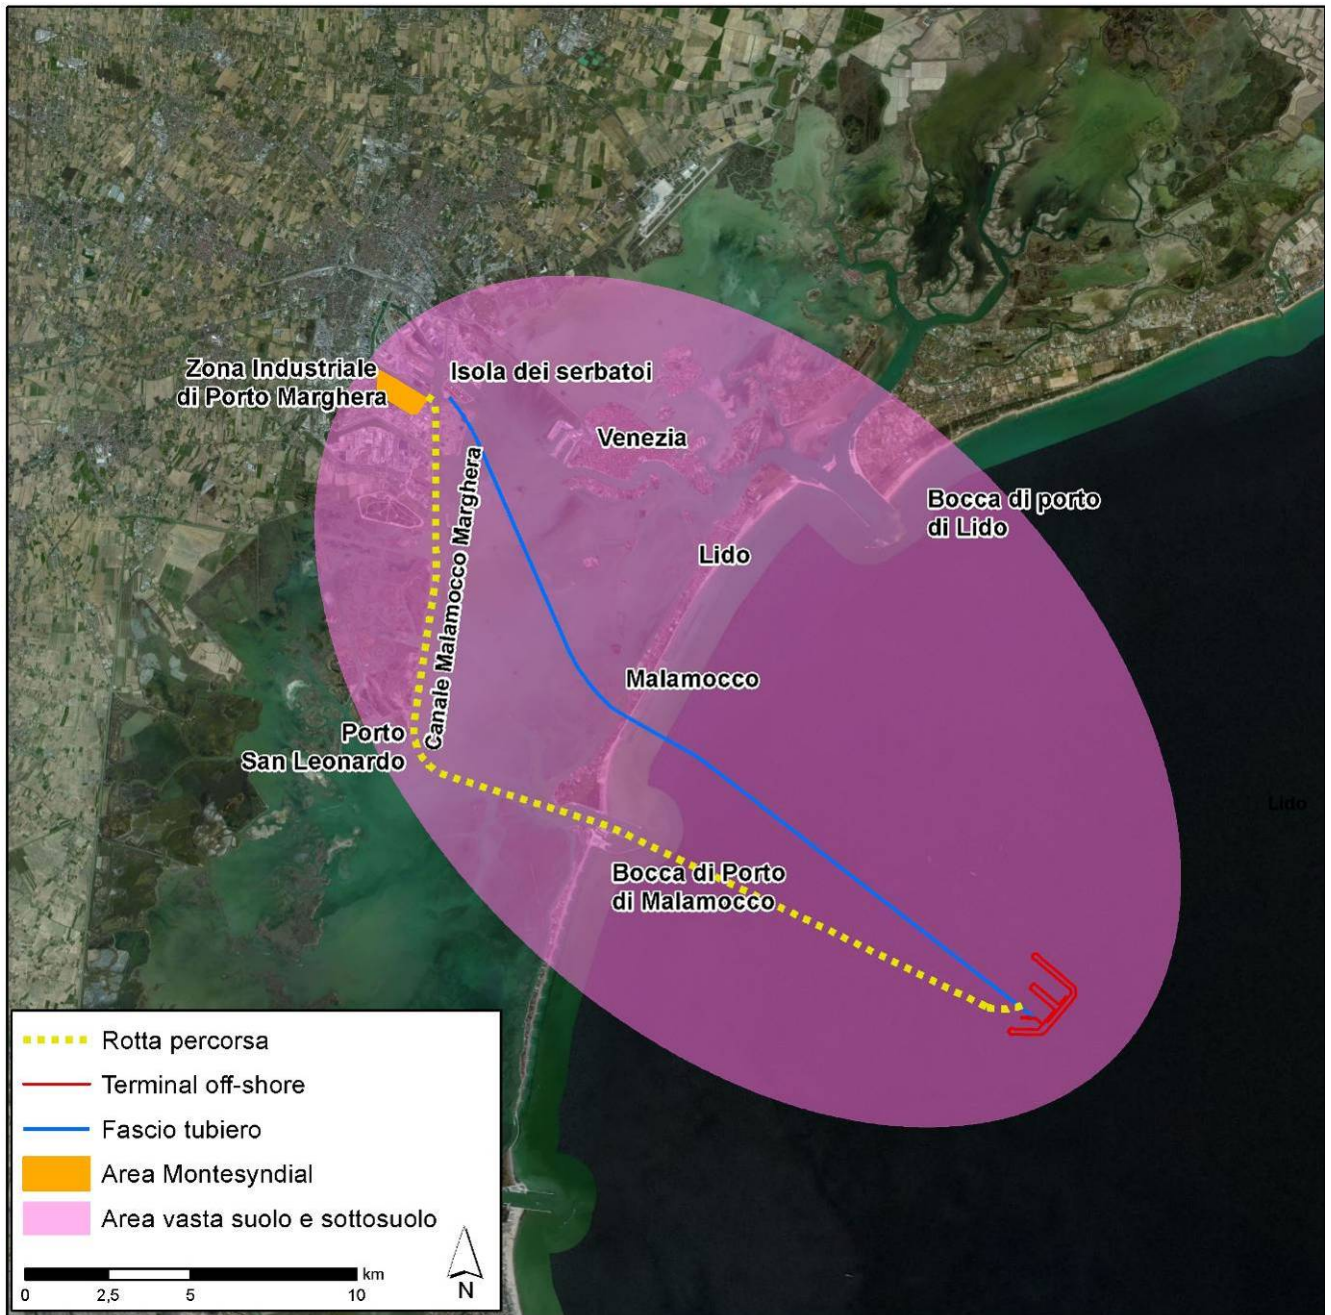 Zona Industriale
di Porto Marghera
Isola dei serbatoi
Venezia
Canale Malamocco Marghera
Bocca di porto
di Lido
Lido
Malamocco
Porto
San Leonardo
Lido
Bocca di Porto
di Malamocco
Rotta percorsa
Terminal off-shore
Fascio tubiero
Area Montesyndial
Area vasta suolo e sottosuolo
km
0 2,5 5 10
N